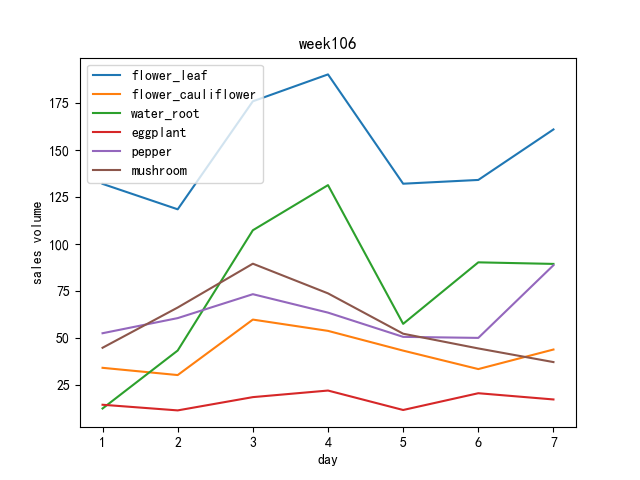 week106
flower_leaf
flower_cauliflower
water_root
eggplant
pepper
mushroom
175
150
125
100
75
50
25
sales volume
1 2 3 4 5 6 7
day